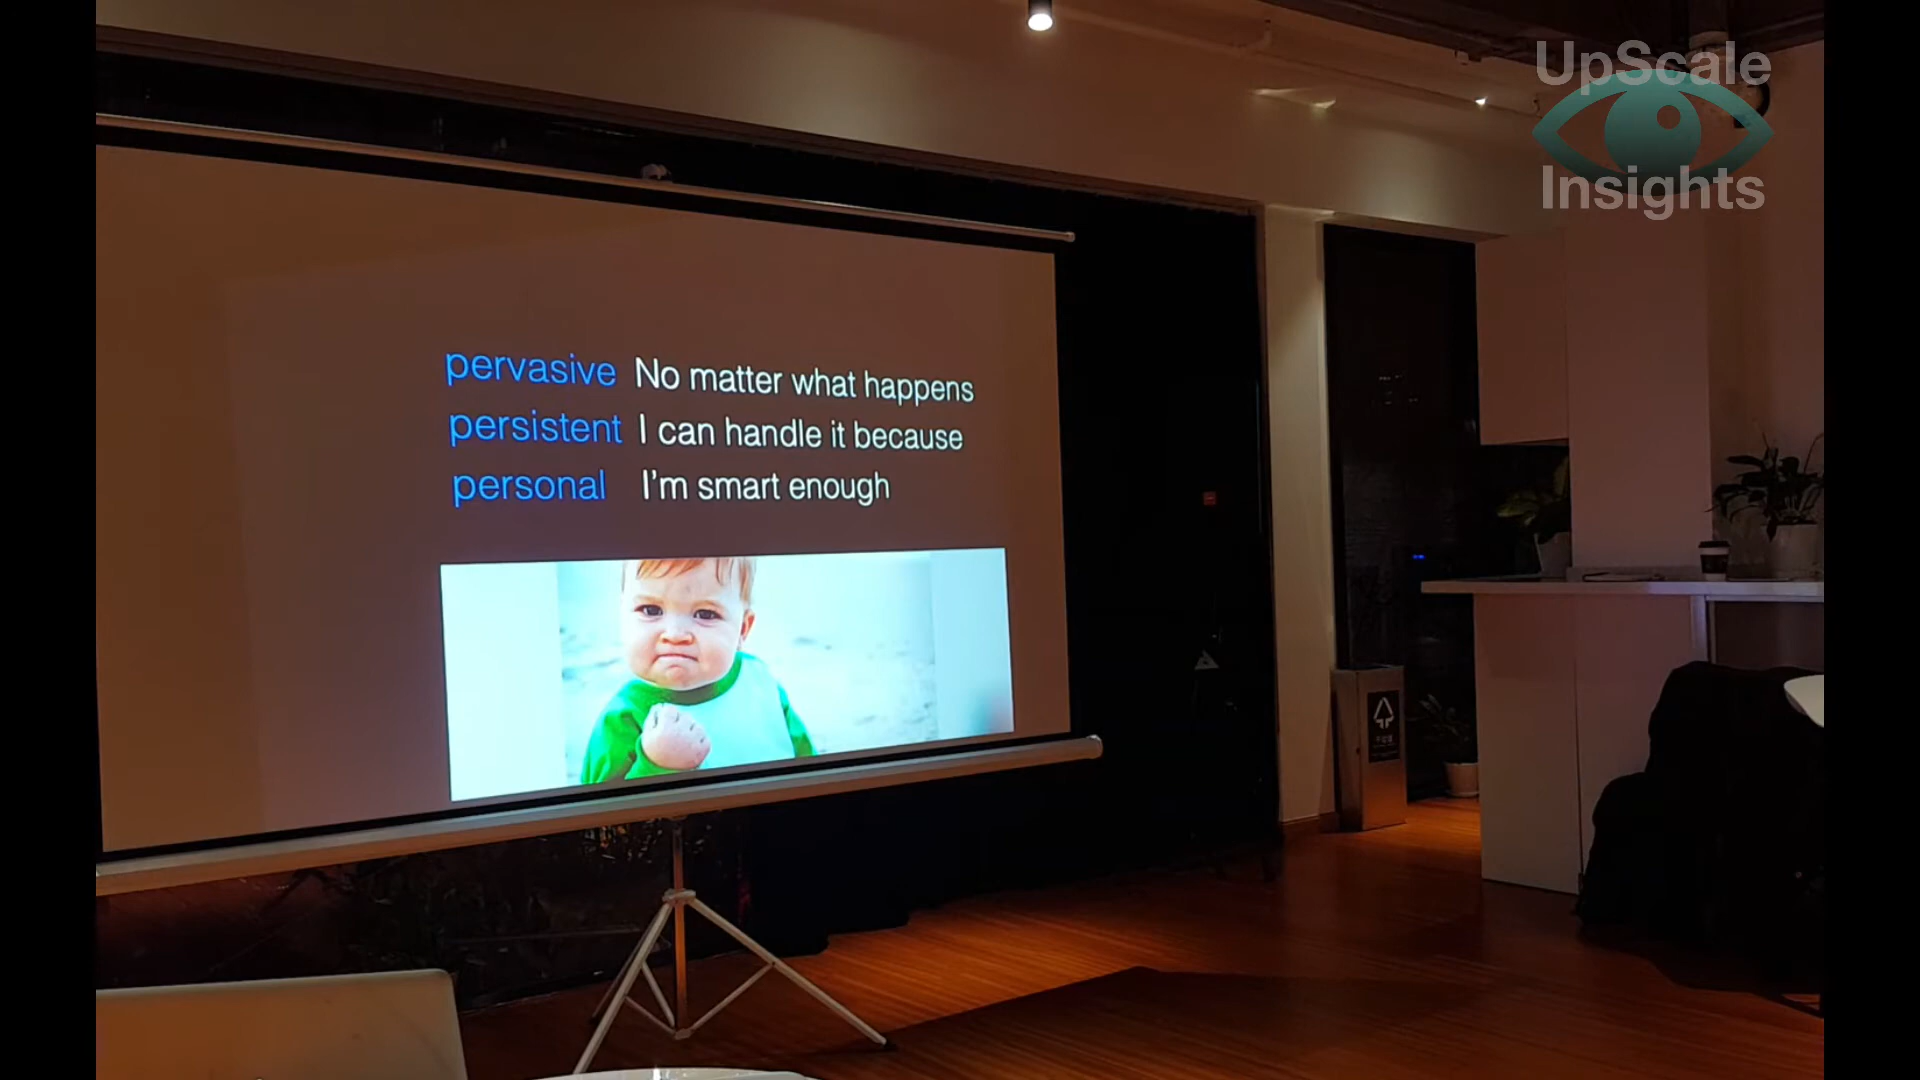 UpScale
Insights
pervasive No matter what happens
persistent I can handle it because
personal I'm smart enough